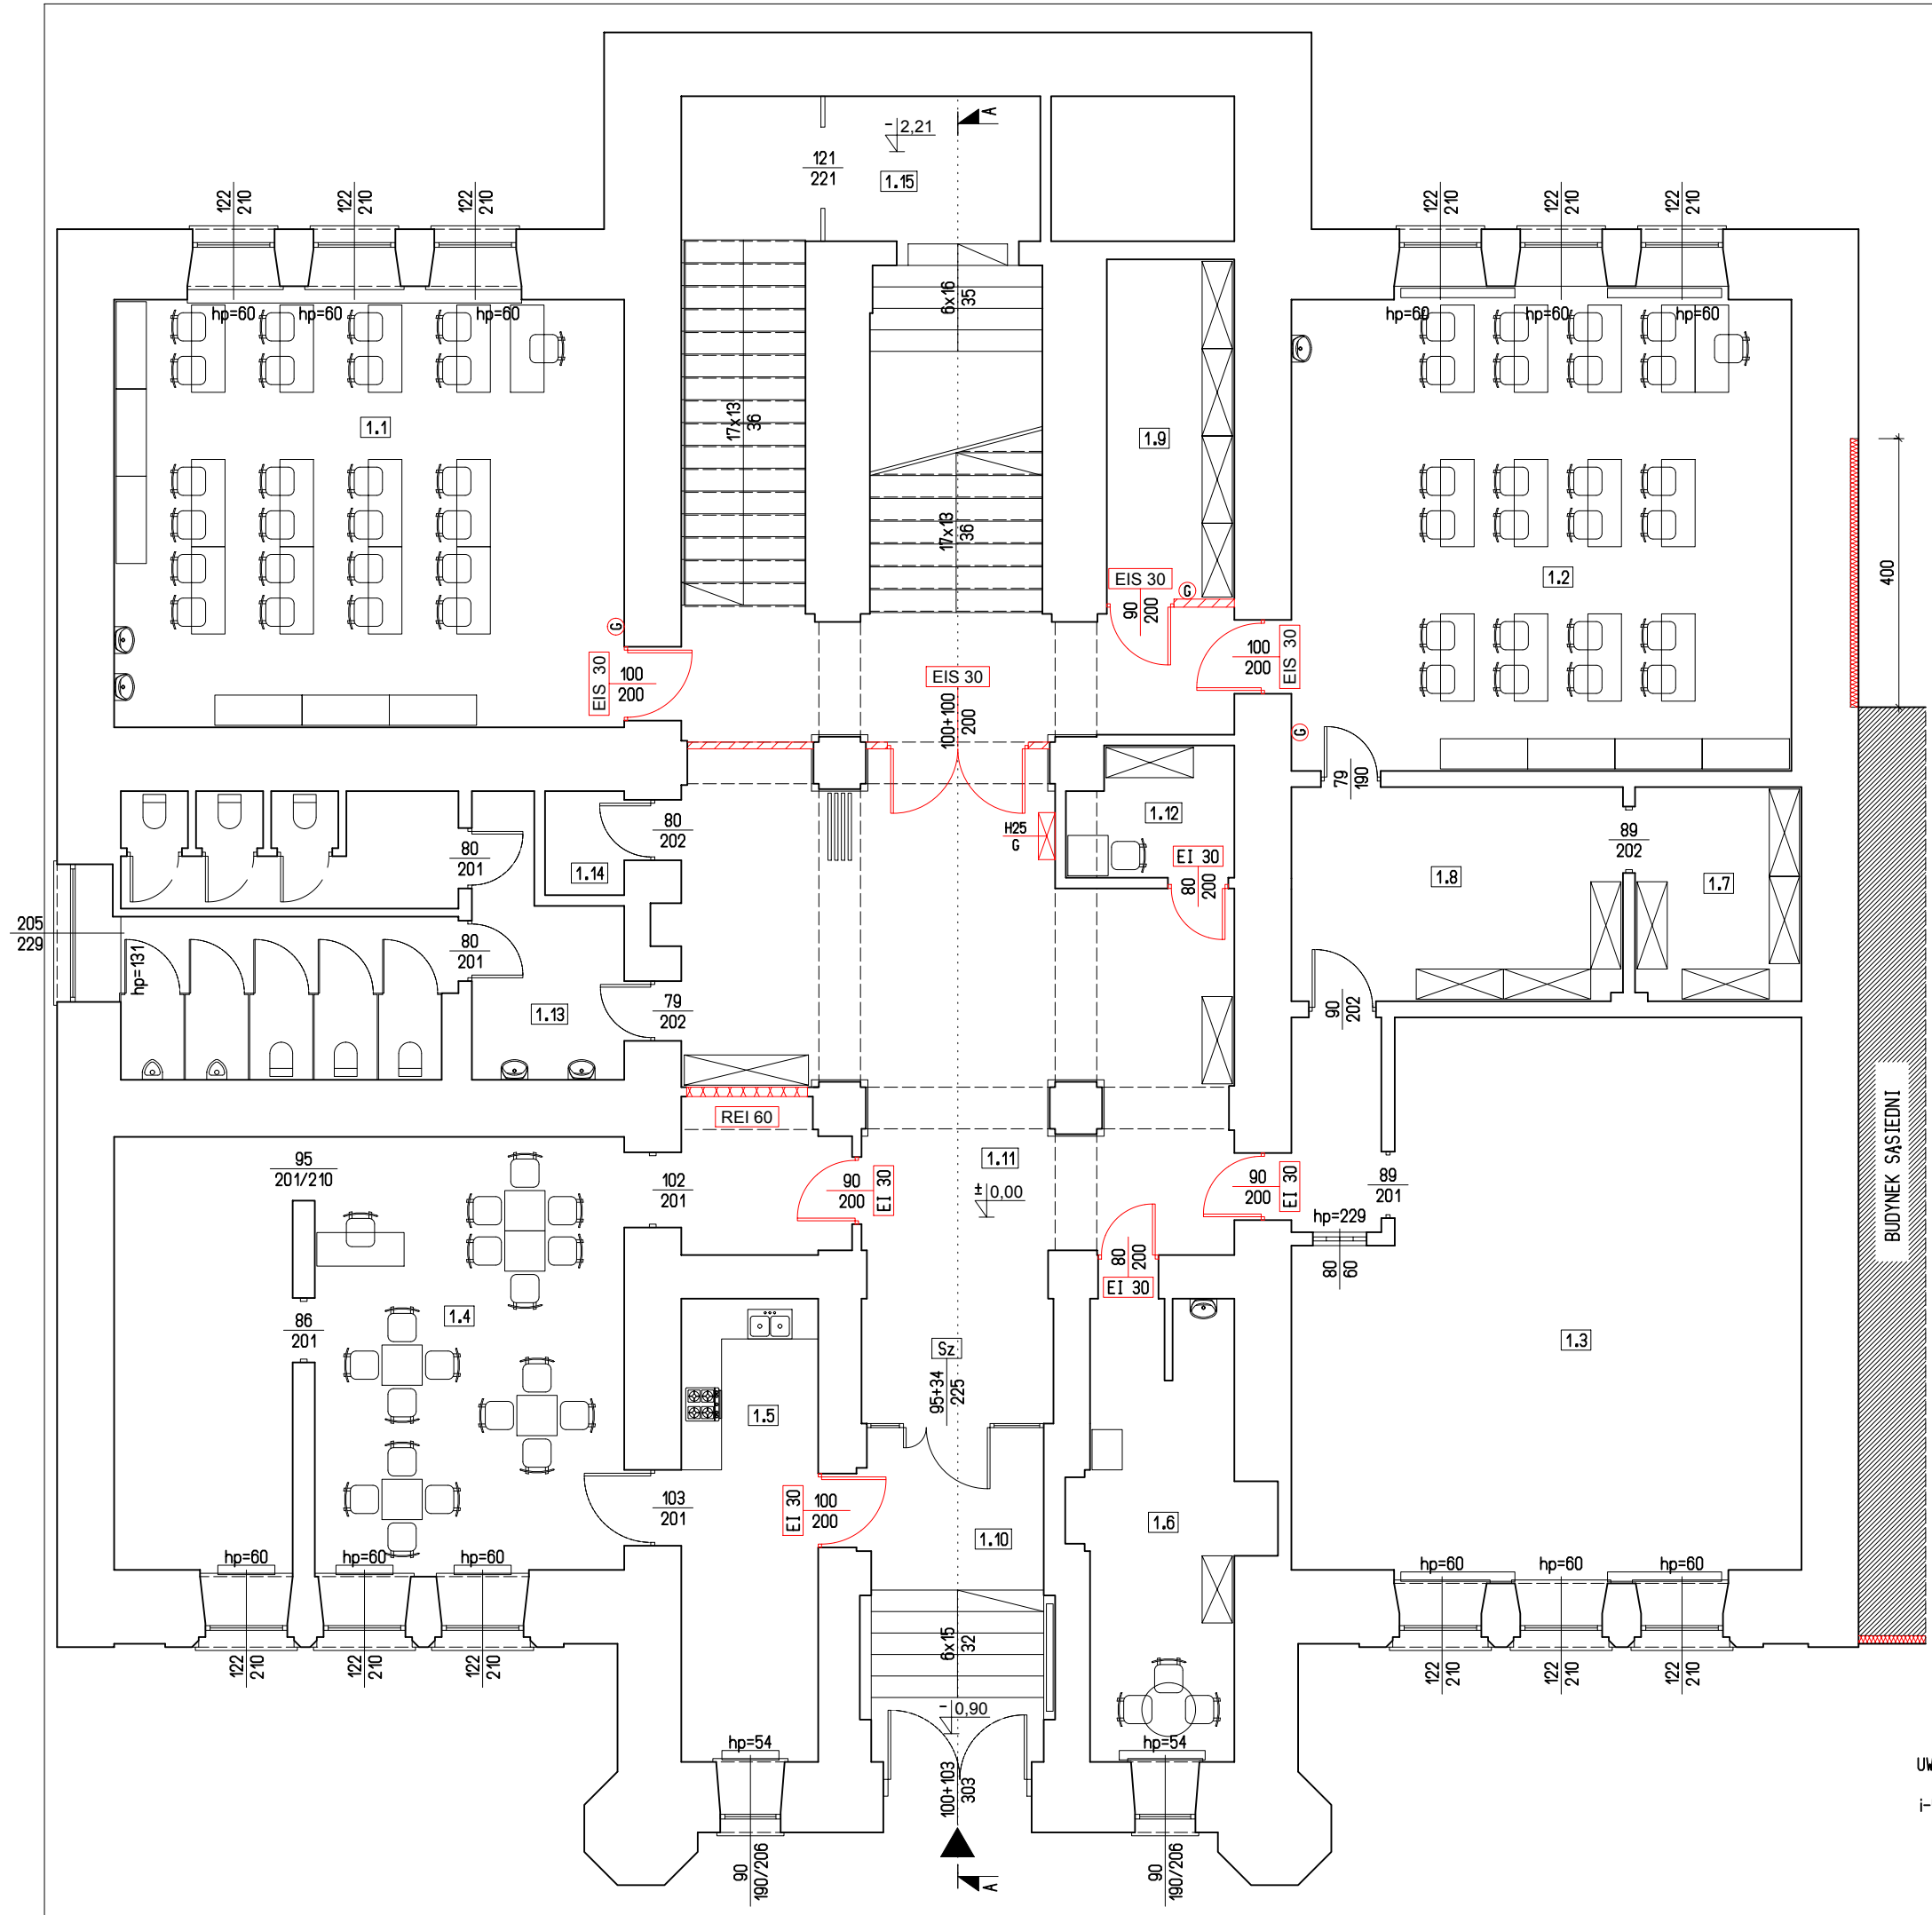 A
- 2,21
121
221
1.15
122
210
122
210
122
210
122
210
122
210
122
210
hp=60
hp=60
hp=60
6x16
35
hp=60
hp=60
hp=60
1.1
17x13
36
1.9
17x13
36
400
EIS 30
90
200
G
1.2
G
EIS 30
100
200
EIS 30
100+100
200
100
200
EIS 30
G
79
190
80
202
80
201
1.14
H25
G
1.12
EI 30
80
200
89
202
1.8
1.7
205
229
hp=131
80
201
1.13
79
202
90
202
REI 60
95
201/210
102
201
90
200
EI 30
1.11
± 0,00
90
200
EI 30
89
201
hp=229
80
60
80
200
EI 30
BUDYNEK SĄSIEDNI
86
201
1.4
Sz
95+34
225
1.3
1.5
103
201
EI 30
100
200
1.10
1.6
hp=60
hp=60
hp=60
hp=60
hp=60
hp=60
6x15
32
122
210
122
210
122
210
122
210
122
210
122
210
- 0,90
hp=54
hp=54
100+103
303
UW
i-
90
190/206
A
90
190/206